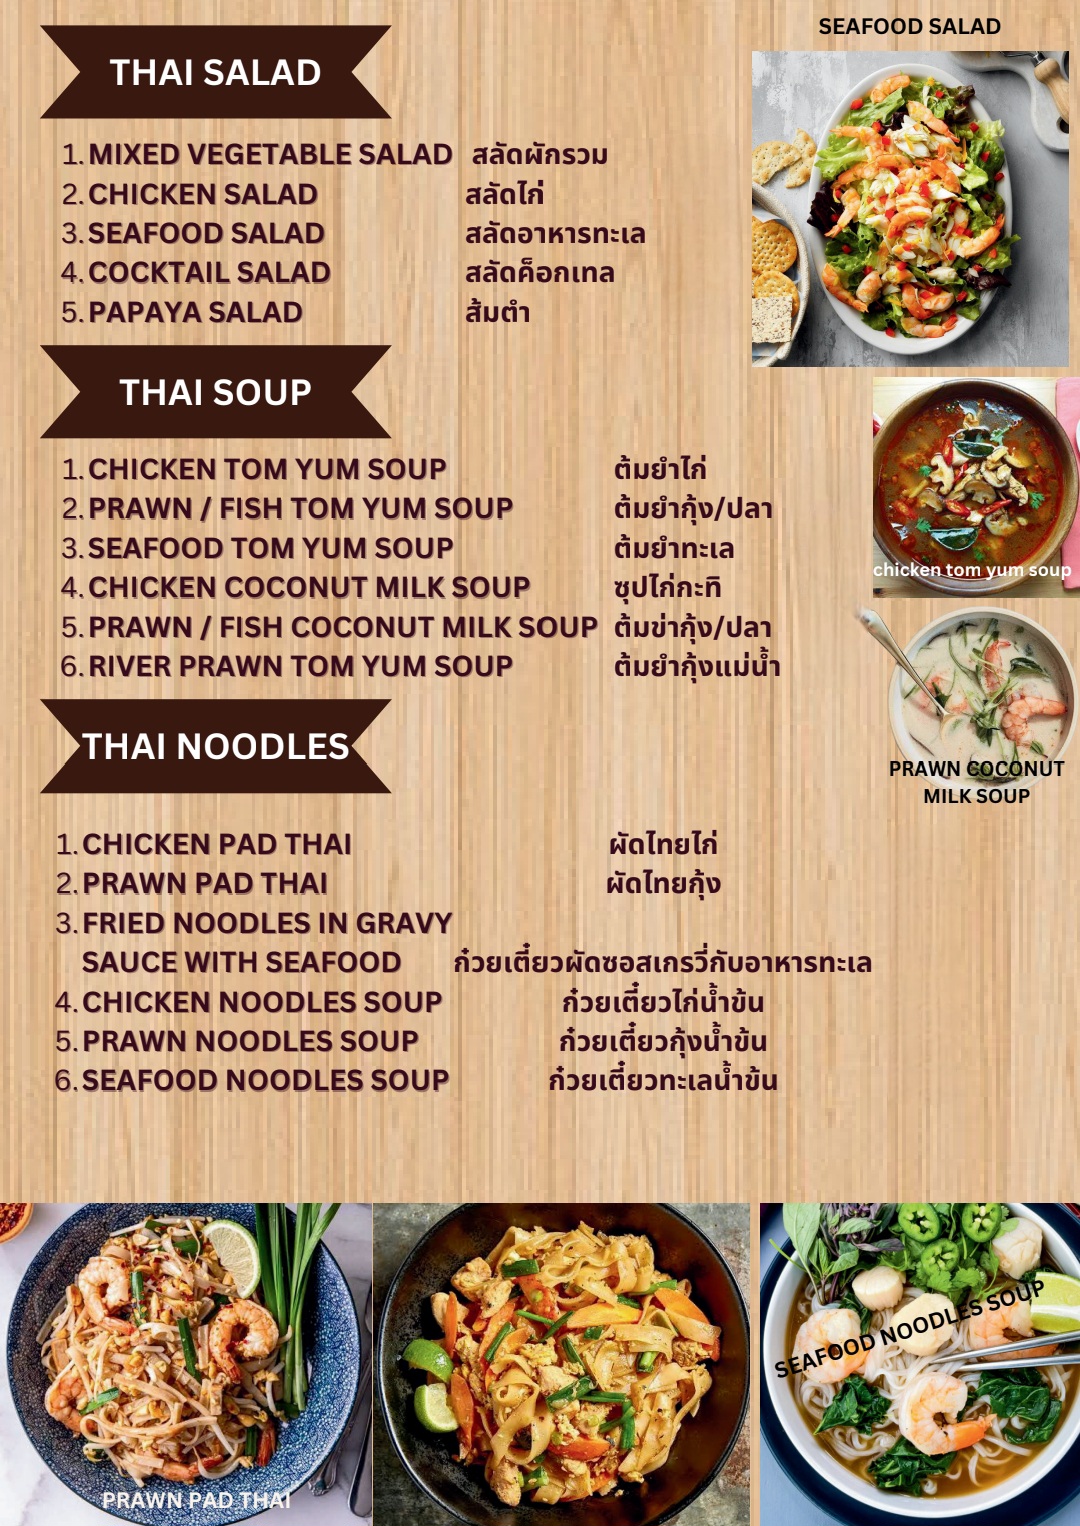 SEAFOOD SALAD
THAI SALAD
1. MIXED VEGETABLE SALAD สลัดผักรวม
2. CHICKEN SALAD สลัดไก่
3. SEAFOOD SALAD สลัดอาหารทะเล
4. COCKTAIL SALAD สลัดค็อกเทล
5. PAPAYA SALAD ส้มตำ
THAI SOUP
1. CHICKEN TOM YUM SOUP ต้มยำไก่
2. PRAWN / FISH TOM YUM SOUP ต้มยำกุ้ง/ปลา
3. SEAFOOD TOM YUM SOUP ต้มยำทะเล
4. CHICKEN COCONUT MILK SOUP ซุปไก่กะทิ
5. PRAWN / FISH COCONUT MILK SOUP ต้มข่ากุ้ง/ปลา
6. RIVER PRAWN TOM YUM SOUP ต้มยำกุ้งแม่น้ำ
chicken tom yum soup
PRAWN COCONUT
MILK SOUP
THAI NOODLES
1. CHICKEN PAD THAI ผัดไทยไก่
2. PRAWN PAD THAI ผัดไทยกุ้ง
3. FRIED NOODLES IN GRAVY
SAUCE WITH SEAFOOD ก๋วยเตี๋ยวผัดซอสเกรวี่กับอาหารทะเล
4. CHICKEN NOODLES SOUP ก๋วยเตี๋ยวไก่น้ำข้น
5. PRAWN NOODLES SOUP ก๋วยเตี๋ยวกุ้งน้ำข้น
6. SEAFOOD NOODLES SOUP ก๋วยเตี๋ยวทะเลน้ำข้น
PRAWN PAD THAI
SEAFOOD NOODLES SOUP